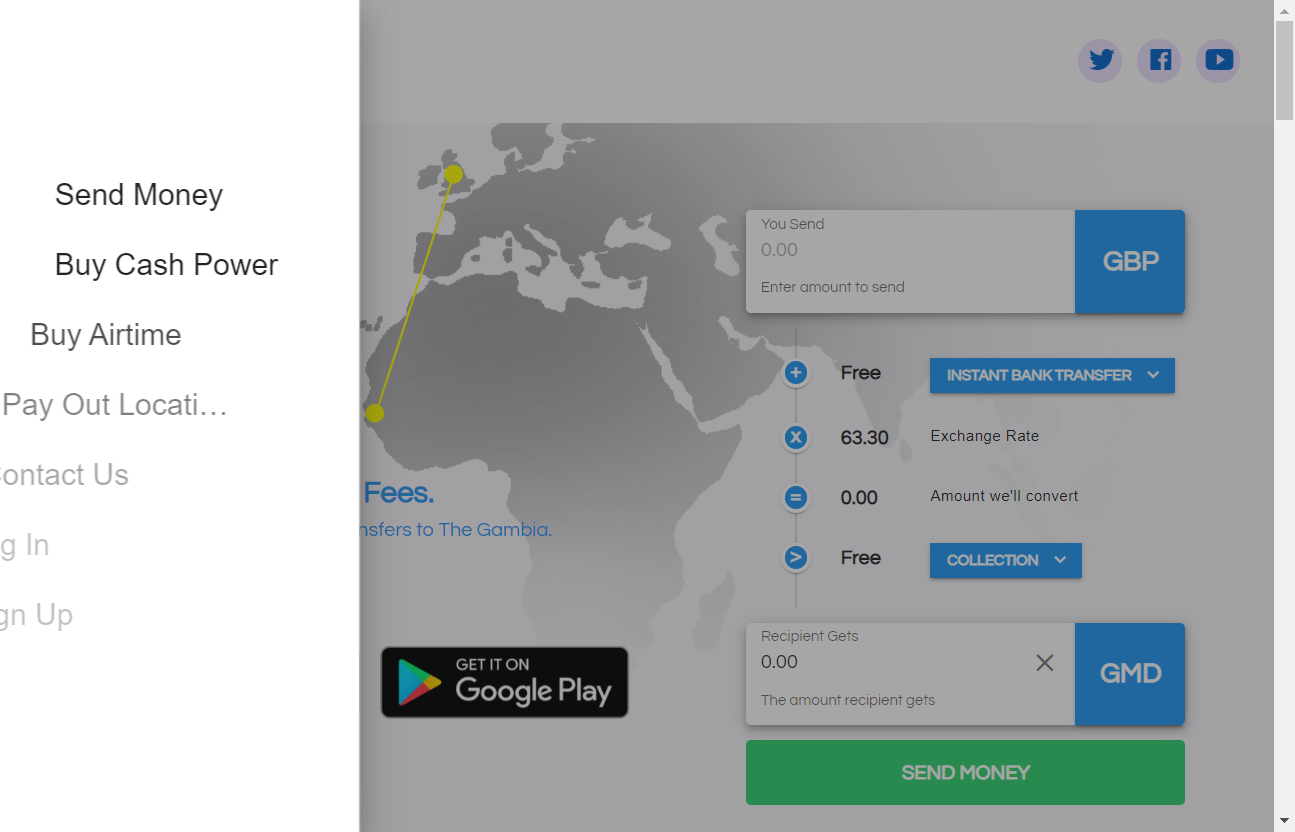 Send Money
Buy Cash Power
Buy Airtime
Pay Out Locati…
ontact Us
g In
gn Up
Fees.
nsfers to The Gambia.
GET IT ON
Google Play
You Send
0.00
Enter amount to send
GBP
+
Free
INSTANT BANK TRANSFER
x
63.30
Exchange Rate
=
0.00
Amount we'll convert
>
Free
COLLECTION
Recipient Gets
0.00
The amount recipient gets
GMD
SEND MONEY